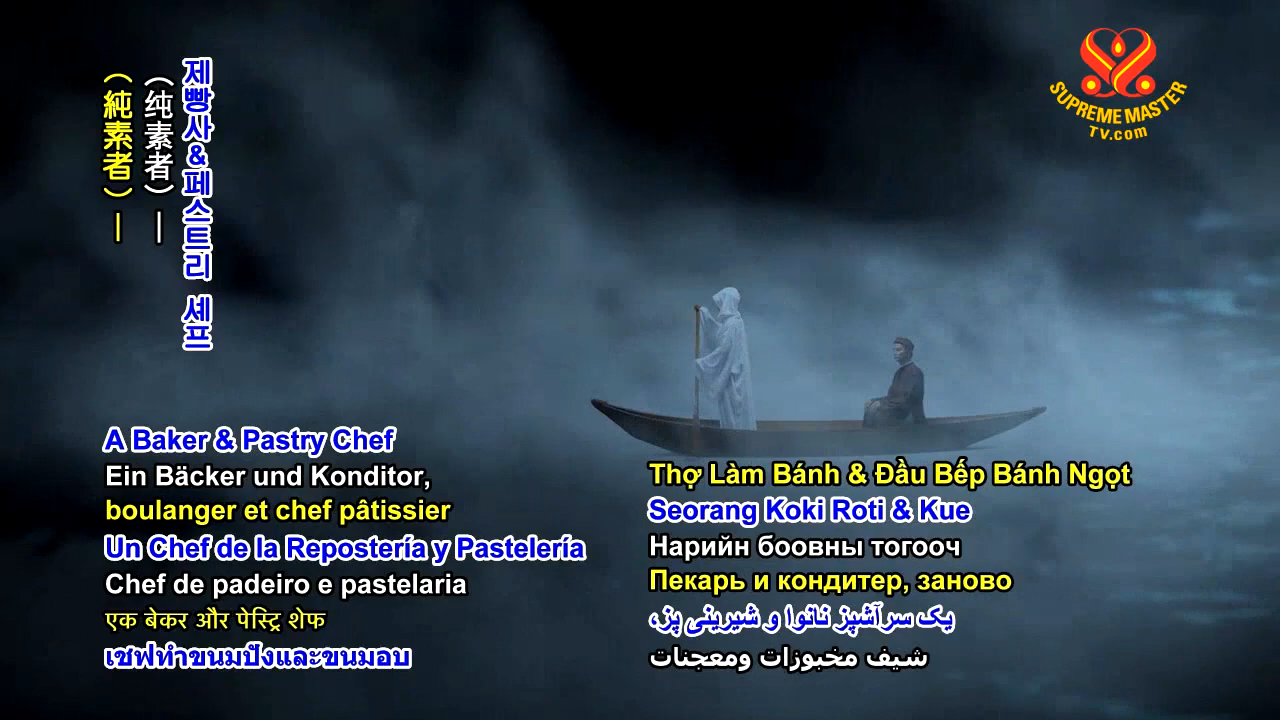 （純素者）—
（纯素者）—
제빵사&페스트리 셰프
SUPREME MASTER
TV.com
A Baker & Pastry Chef
Ein Bäcker und Konditor,
boulanger et chef pâtissier
Un Chef de la Repostería y Pastelería
Chef de padeiro e pastelaria
एक बेकर और पेस्ट्रि शेफ
เชฟทำขนมปังและขนมอบ
Thợ Làm Bánh & Đầu Bếp Bánh Ngọt
Seorang Koki Roti & Kue
Нарийн боовны тогооч
Пекарь и кондитер, заново
یک سرآشپز نانوا و شیرینی پز،
شيف مخبوزات ومعجنات